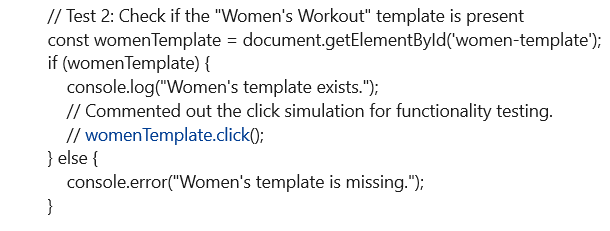 // Test 2: Check if the "Women's Workout" template is present
const womenTemplate = document.getElementById('women-template');
if (womenTemplate) {
console.log("Women's template exists.");
// Commented out the click simulation for functionality testing.
// womenTemplate.click();
} else {
console.error("Women's template is missing.");
}